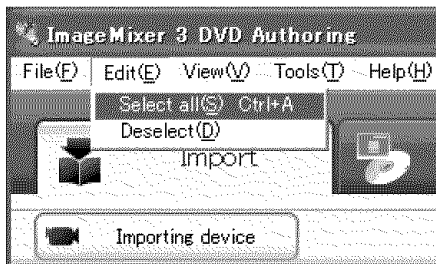 ImageMixer 3 DVD Authoring
File(F) Edit(E) View(V) Tools(T) Help(H)
Select all(S) Ctrl+A
Deselect(D)
Import
Importing device